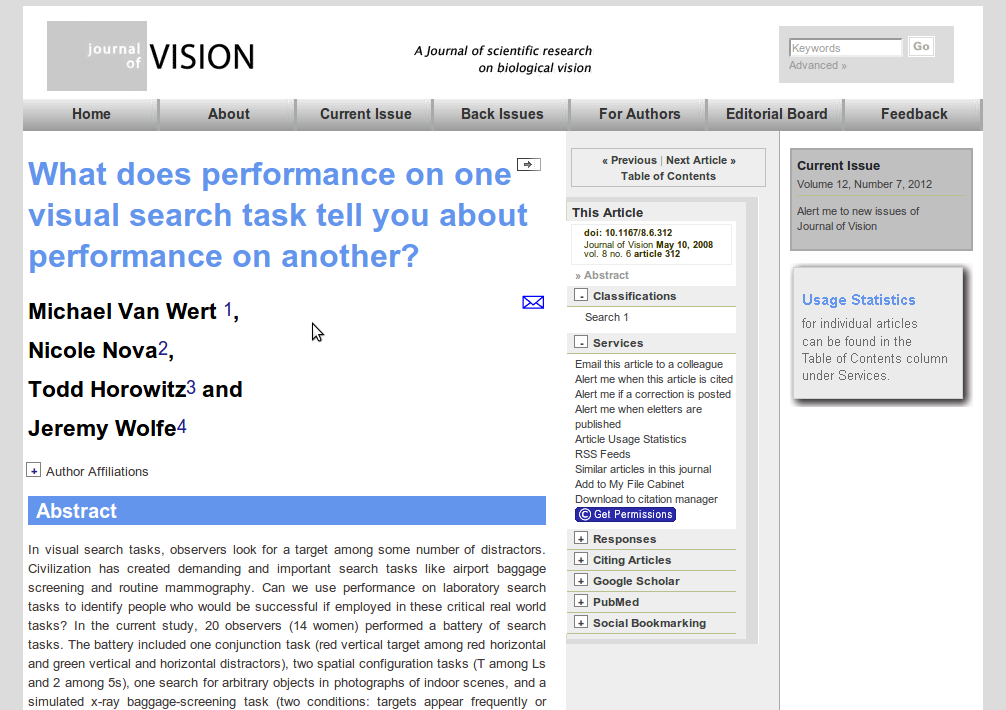 journal
of VISION
A Journal of scientific research
on biological vision
Keywords
Go
Advanced »
Home
About
Current Issue
Back Issues
For Authors
Editorial Board
Feedback
What does performance on one
visual search task tell you about
performance on another?
Michael Van Wert 1,
Nicole Nova2,
Todd Horowitz3 and
Jeremy Wolfe4
+ Author Affiliations
Abstract
In visual search tasks, observers look for a target among some number of distractors.
Civilization has created demanding and important search tasks like airport baggage
screening and routine mammography. Can we use performance on laboratory search
tasks to identify people who would be successful if employed in these critical real world
tasks? In the current study, 20 observers (14 women) performed a battery of search
tasks. The battery included one conjunction task (red vertical target among red horizontal
and green vertical and horizontal distractors), two spatial configuration tasks (T among Ls
and 2 among 5s), one search for arbitrary objects in photographs of indoor scenes, and a
simulated x-ray baggage-screening task (two conditions: targets appear frequently or
« Previous | Next Article »
Table of Contents
This Article
doi: 10.1167/8.6.312
Journal of Vision May 10, 2008
vol. 8 no. 6 article 312
» Abstract
- Classifications
Search 1
- Services
Email this article to a colleague
Alert me when this article is cited
Alert me if a correction is posted
Alert me when eletters are
published
Article Usage Statistics
RSS Feeds
Similar articles in this journal
Add to My File Cabinet
Download to citation manager
© Get Permissions
+ Responses
+ Citing Articles
+ Google Scholar
+ PubMed
+ Social Bookmarking
Current Issue
Volume 12, Number 7, 2012
Alert me to new issues of
Journal of Vision
Usage Statistics
for individual articles
can be found in the
Table of Contents column
under Services.